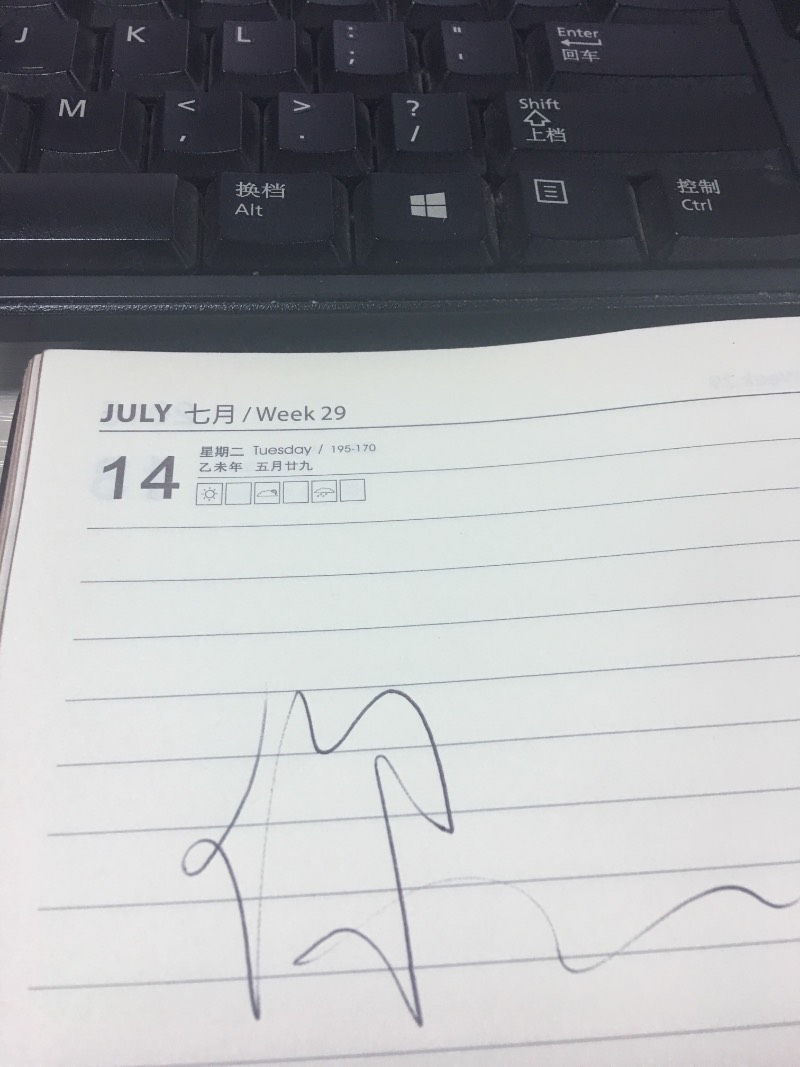 J K L : ; " ' Enter 回车
M < , > . ? / Shift 上档
换档 Alt 控制 Ctrl
JULY 七月 / Week 29
14 星期二 Tuesday / 195-170
乙未年 五月廿九